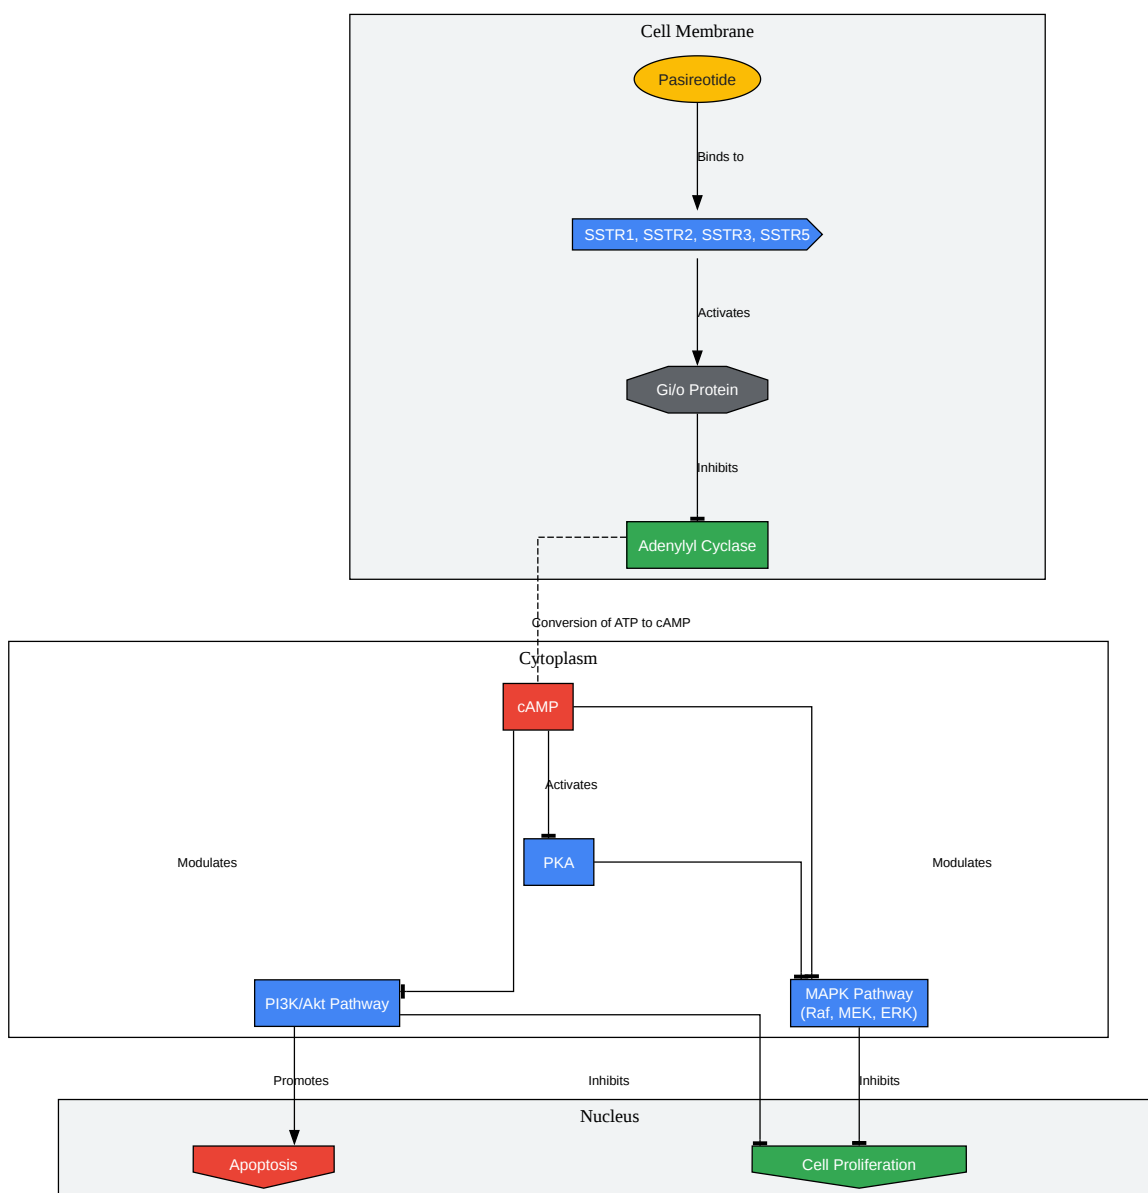 Cell Membrane
Pasireotide
Binds to
SSTR1, SSTR2, SSTR3, SSTR5
Activates
Gi/o Protein
Inhibits
Adenylyl Cyclase
Conversion of ATP to cAMP
Cytoplasm
cAMP
Activates
Modulates
PKA
Modulates
PI3K/Akt Pathway
MAPK Pathway
(Raf, MEK, ERK)
Promotes
Inhibits
Inhibits
Nucleus
Apoptosis
Cell Proliferation